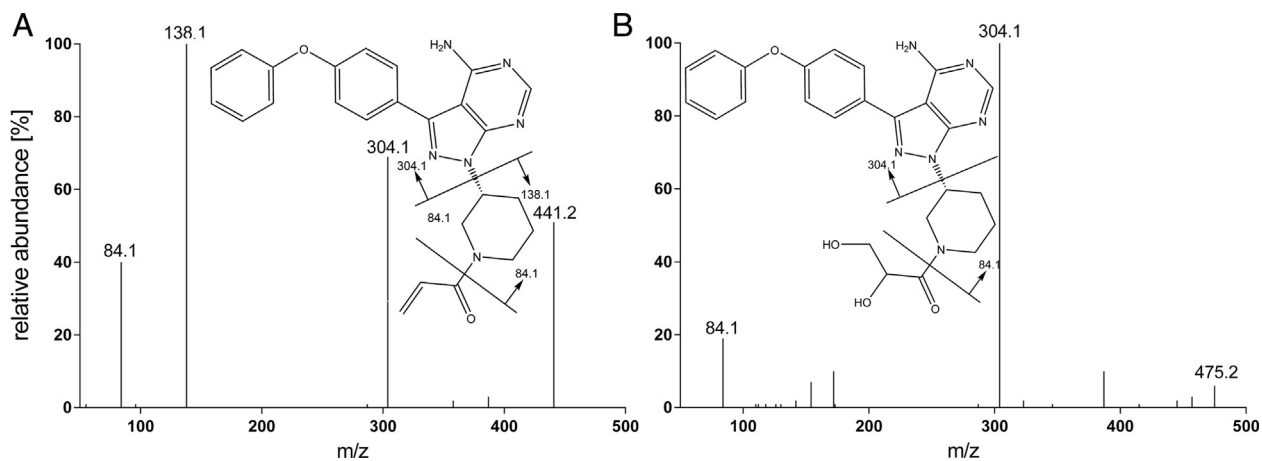 A
relative abundance [%]
100
80
60
40
20
0
138.1
304.1
441.2
84.1
O
H₂N
N
N
N
N
304.1
138.1
84.1
N
84.1
O
100
200
300
400
500
m/z
B
100
80
60
40
20
0
304.1
84.1
475.2
O
H₂N
N
N
N
N
304.1
N
HO
84.1
HO
O
100
200
300
400
500
m/z